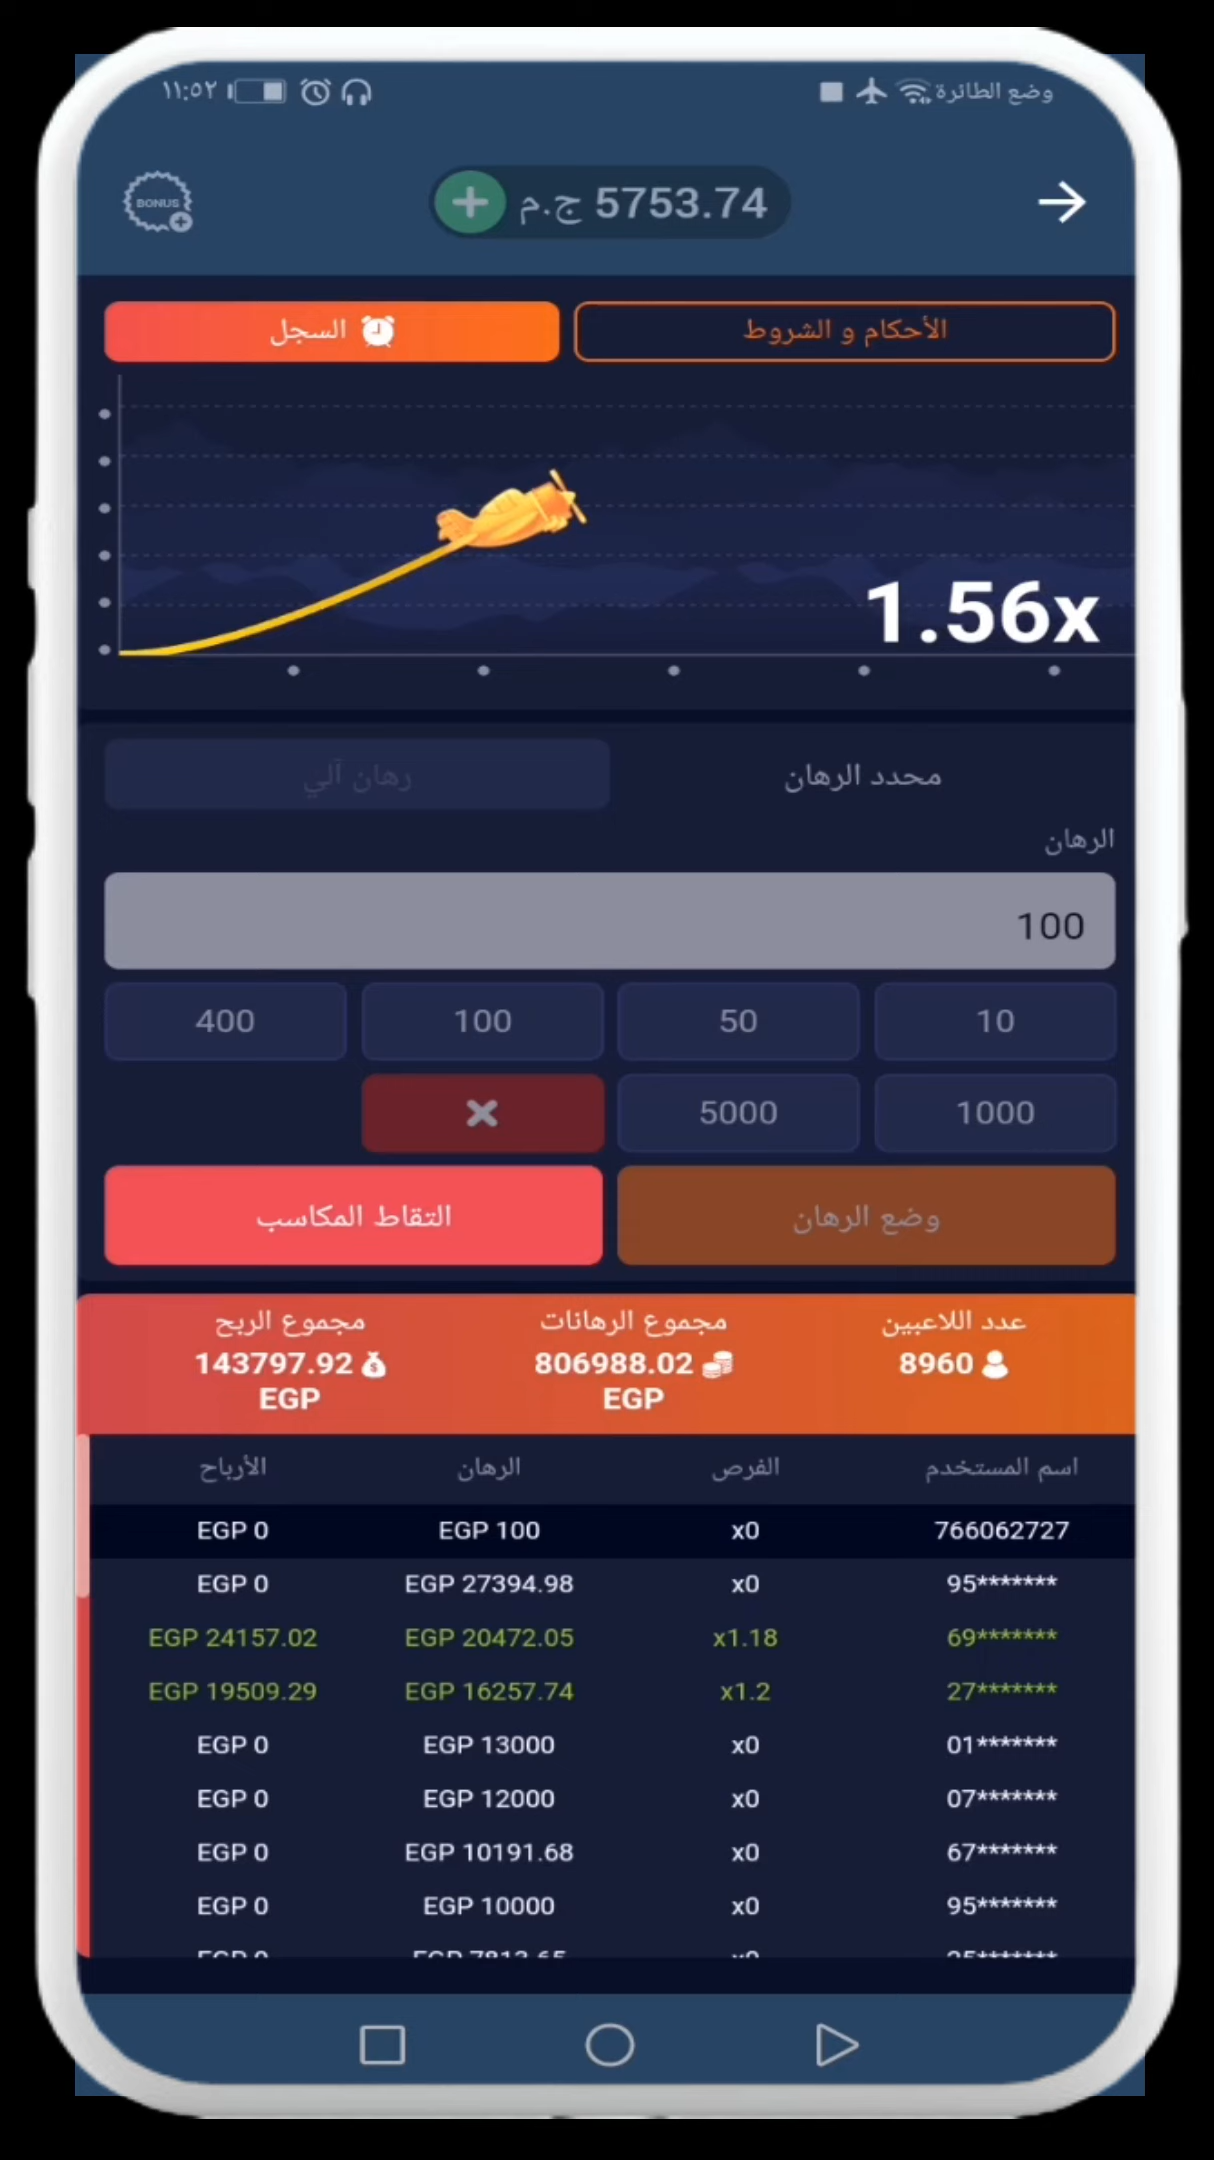 وضع الطائرة ١١:٥٢
5753.74 ج.م
BONUS
الأحكام و الشروط
السجل
1.56x
محدد الرهان
رهان آلي
الرهان
100
10 50 100 400
1000 5000
وضع الرهان
التقاط المكاسب
عدد اللاعبين مجموع الرهانات مجموع الربح
8960 806988.02 143797.92
EGP EGP
اسم المستخدم الفرص الرهان الأرباح
766062727 x0 EGP 100 EGP 0
95******* x0 EGP 27394.98 EGP 0
69******* x1.18 EGP 20472.05 EGP 24157.02
27******* x1.2 EGP 16257.74 EGP 19509.29
01******* x0 EGP 13000 EGP 0
07******* x0 EGP 12000 EGP 0
67******* x0 EGP 10191.68 EGP 0
95******* x0 EGP 10000 EGP 0